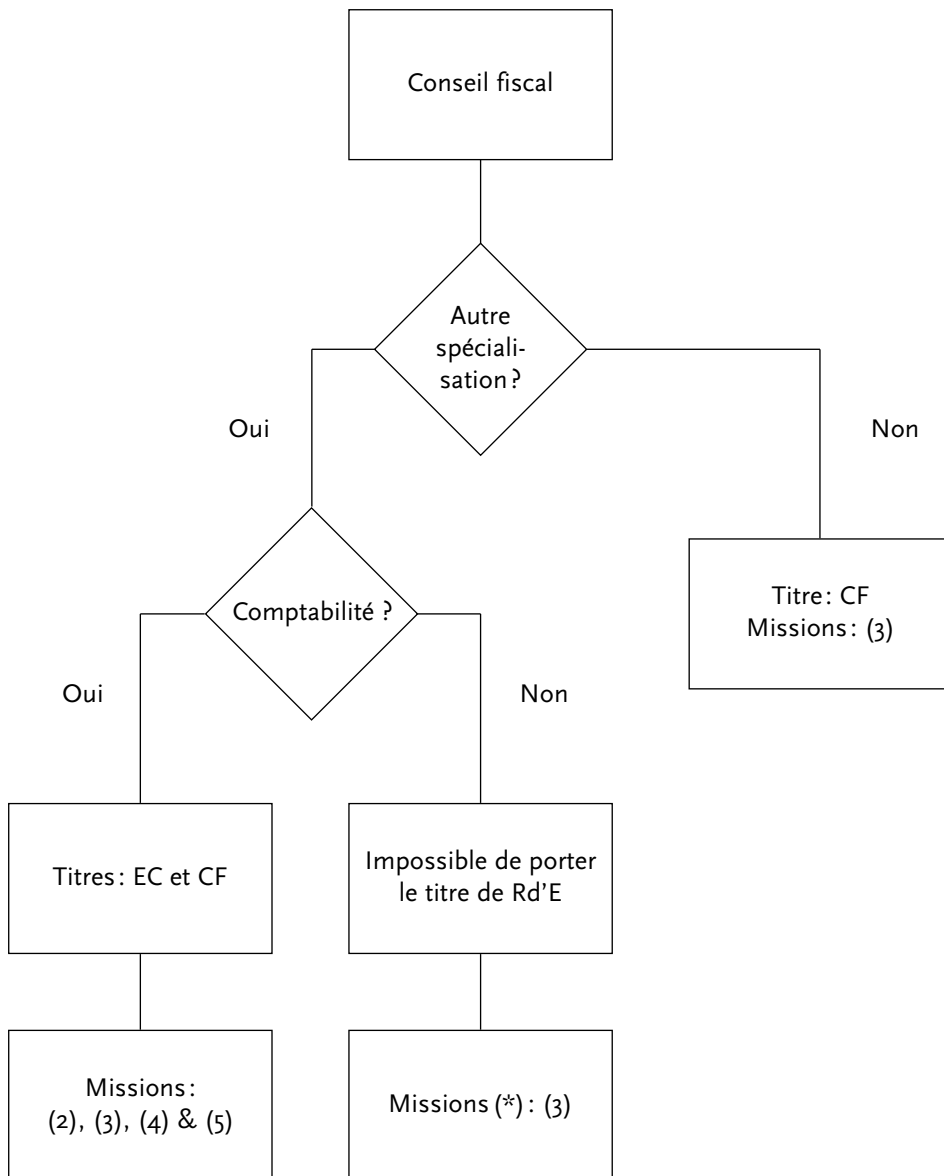 Conseil fiscal
Autre
spéciali-
sation ?
Oui
Non
Comptabilité ?
Titre : CF
Missions : (3)
Oui
Non
Titres : EC et CF
Impossible de porter
le titre de Rd’E
Missions :
(2), (3), (4) & (5)
Missions (*) : (3)